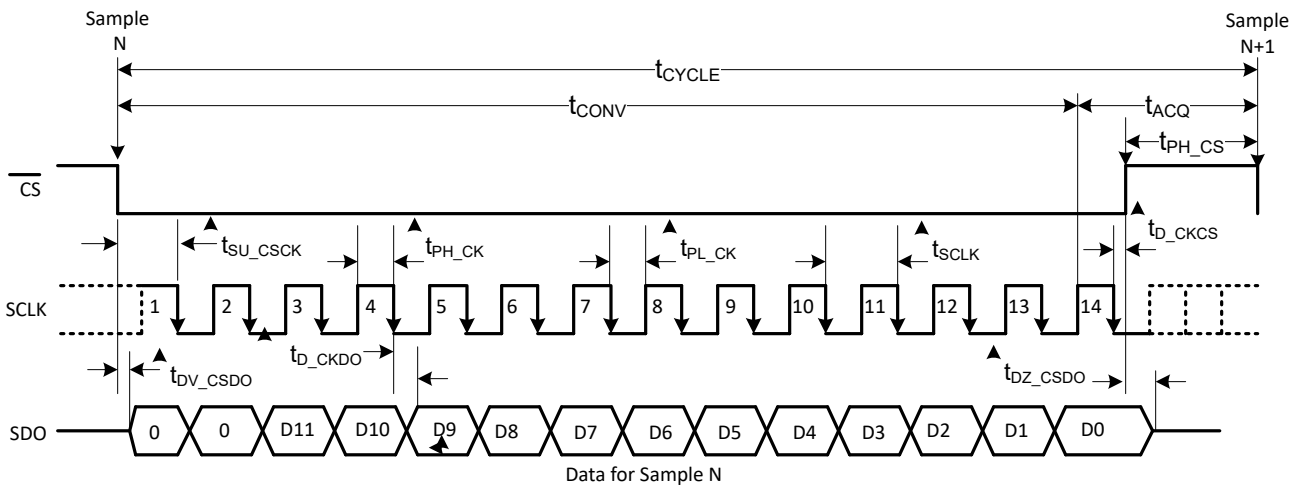 Sample
N
Sample
N+1
tCYCLE
tCONV
tACQ
tPH_CS
CS
tSU_CSCK
tPH_CK
tPL_CK
tSCLK
tD_CKCS
SCLK
1 2 3 4 5 6 7 8 9 10 11 12 13 14
tD_CKDO
tDV_CSDO
tDZ_CSDO
SDO
0 0 D11 D10 D9 D8 D7 D6 D5 D4 D3 D2 D1 D0
Data for Sample N